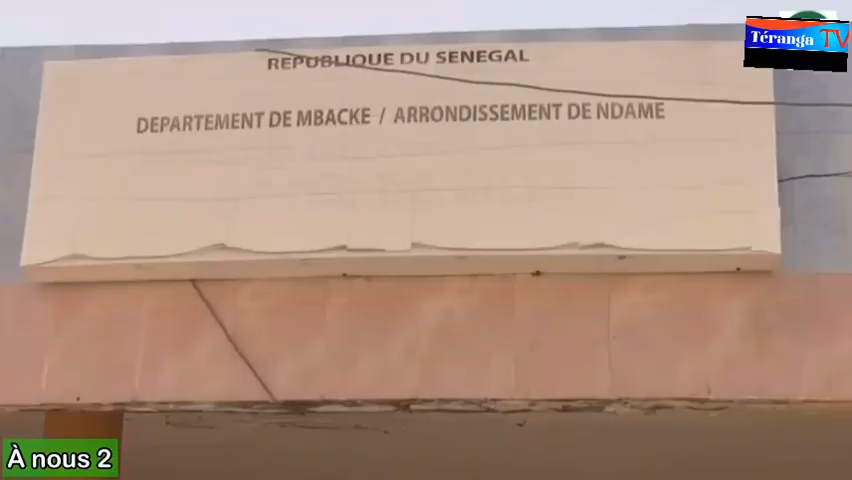 Téranga TV
REPUBLIQUE DU SENEGAL
DEPARTEMENT DE MBACKE / ARRONDISSEMENT DE NDAME
À nous 2